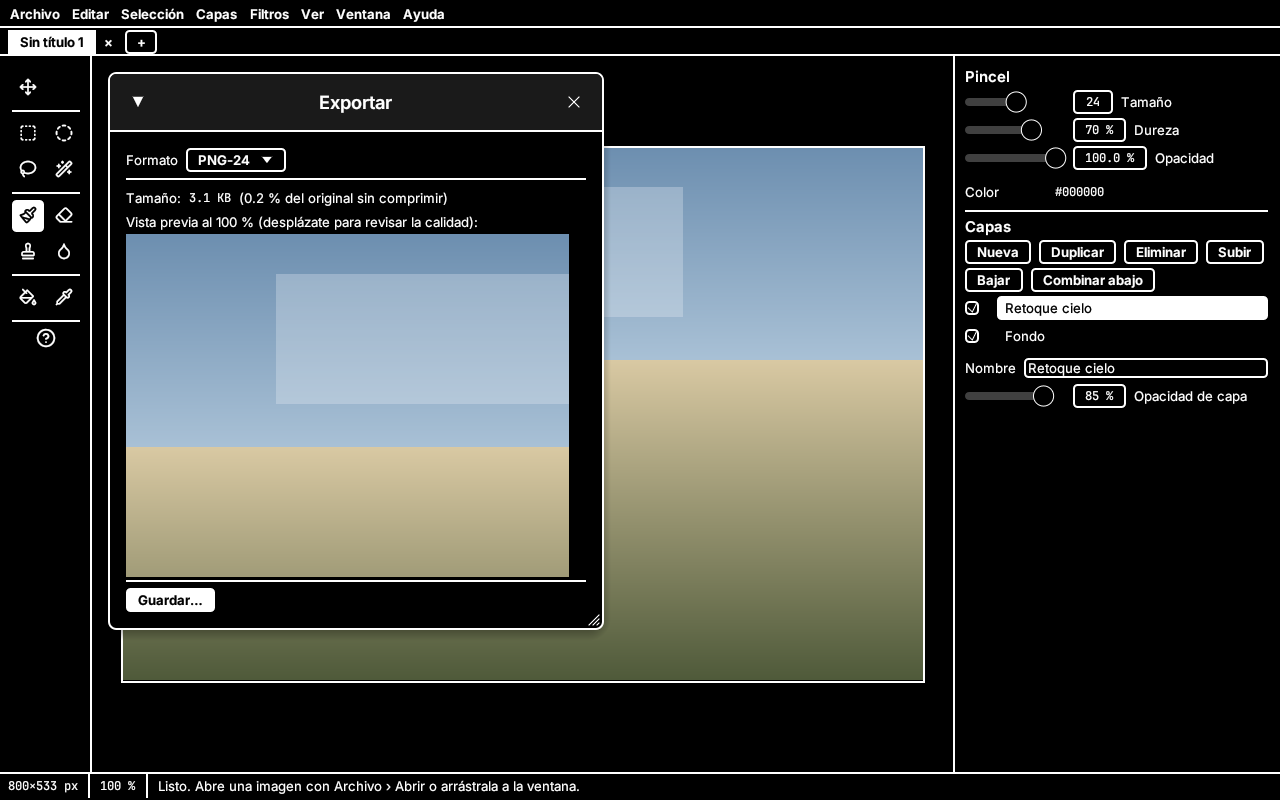 Archivo Editar Selección Capas Filtros Ver Ventana Ayuda
Sin título 1 × +
Exportar
Formato PNG-24
Tamaño: 3.1 KB (0.2 % del original sin comprimir)
Vista previa al 100 % (desplázate para revisar la calidad):
Guardar...
Pincel
24 Tamaño
70 % Dureza
100.0 % Opacidad
Color #000000
Capas
Nueva Duplicar Eliminar Subir
Bajar Combinar abajo
Retoque cielo
Fondo
Nombre Retoque cielo
85 % Opacidad de capa
800×533 px 100 % Listo. Abre una imagen con Archivo › Abrir o arrástrala a la ventana.